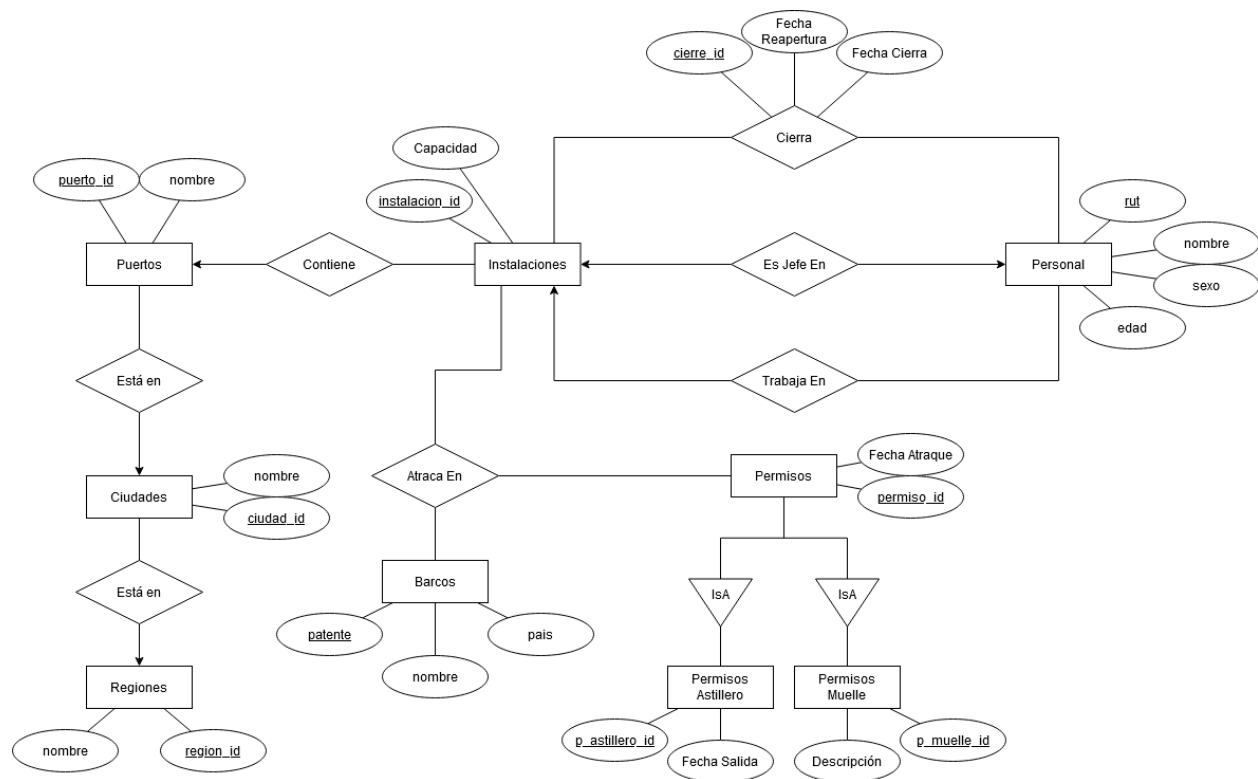 Fecha
Reapertura
cierre_id
Fecha Cierra
Cierra
Capacidad
puerto_id
nombre
instalacion_id
rut
Puertos
Contiene
Instalaciones
Es Jefe En
Personal
nombre
sexo
edad
Está en
Trabaja En
nombre
Ciudades
ciudad_id
Atraca En
Permisos
Fecha Atraque
permiso_id
Está en
Barcos
IsA
IsA
patente
pais
nombre
Regiones
Permisos
Astillero
Permisos
Muelle
nombre
region_id
p_astillero_id
p_muelle_id
Fecha Salida
Descripción